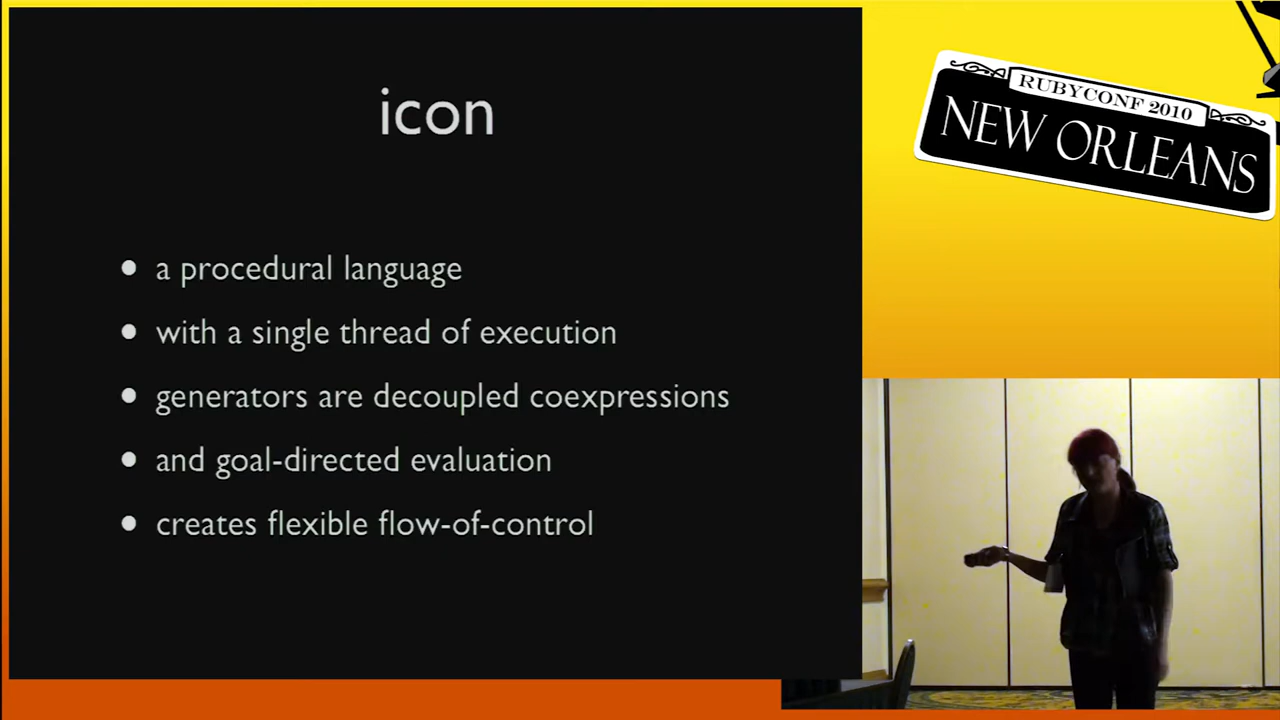 icon
• a procedural language
• with a single thread of execution
• generators are decoupled coexpressions
• and goal-directed evaluation
• creates flexible flow-of-control
RUBYCONF 2010
NEW ORLEANS